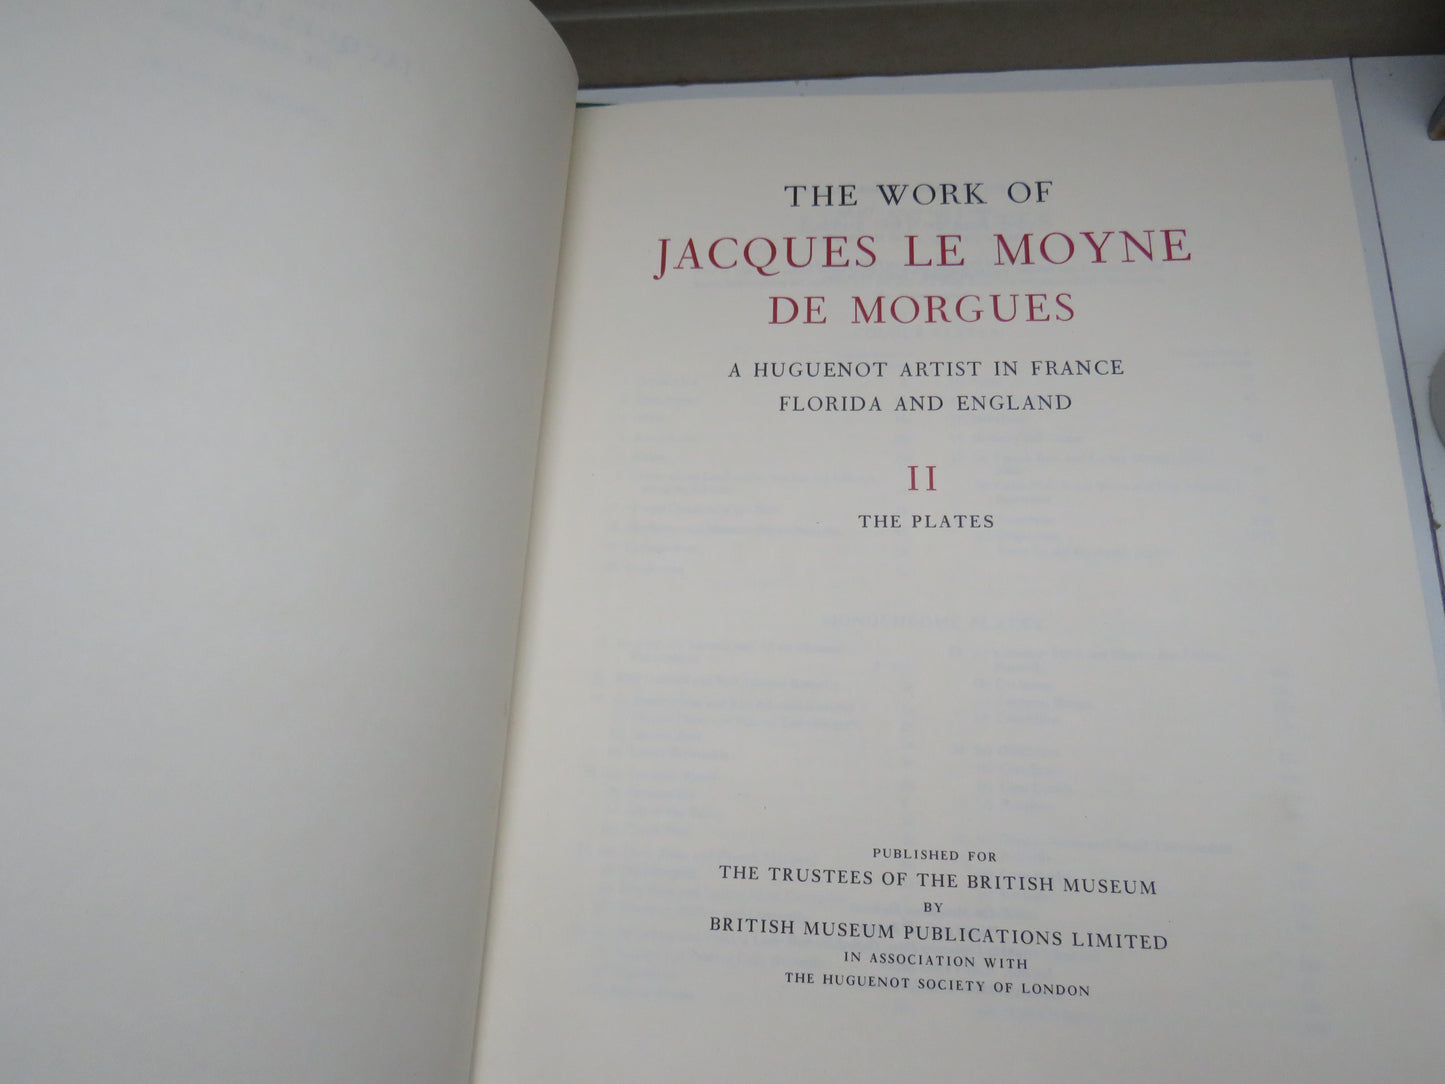 THE WORK OF
JACQUES LE MOYNE
DE MORGUES
A HUGUENOT ARTIST IN FRANCE
FLORIDA AND ENGLAND
II
THE PLATES
PUBLISHED FOR
THE TRUSTEES OF THE BRITISH MUSEUM
BY
BRITISH MUSEUM PUBLICATIONS LIMITED
IN ASSOCIATION WITH
THE HUGUENOT SOCIETY OF LONDON